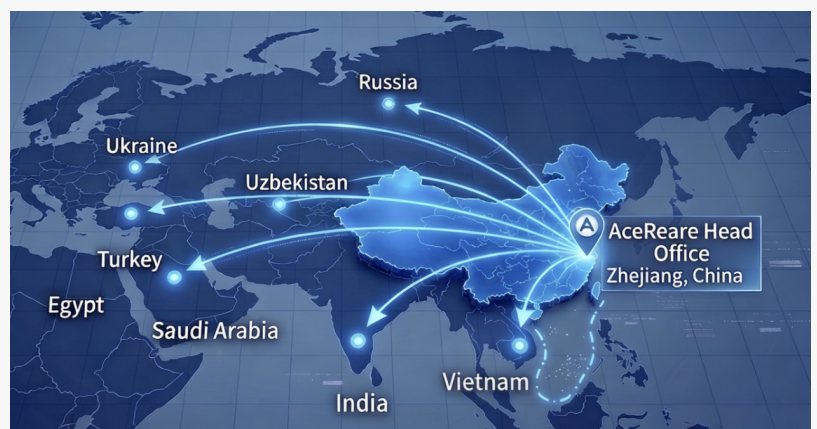 Russia
Ukraine
Uzbekistan
A
AceReare Head
Office
Zhejiang, China
Turkey
Egypt
Saudi Arabia
Vietnam
India